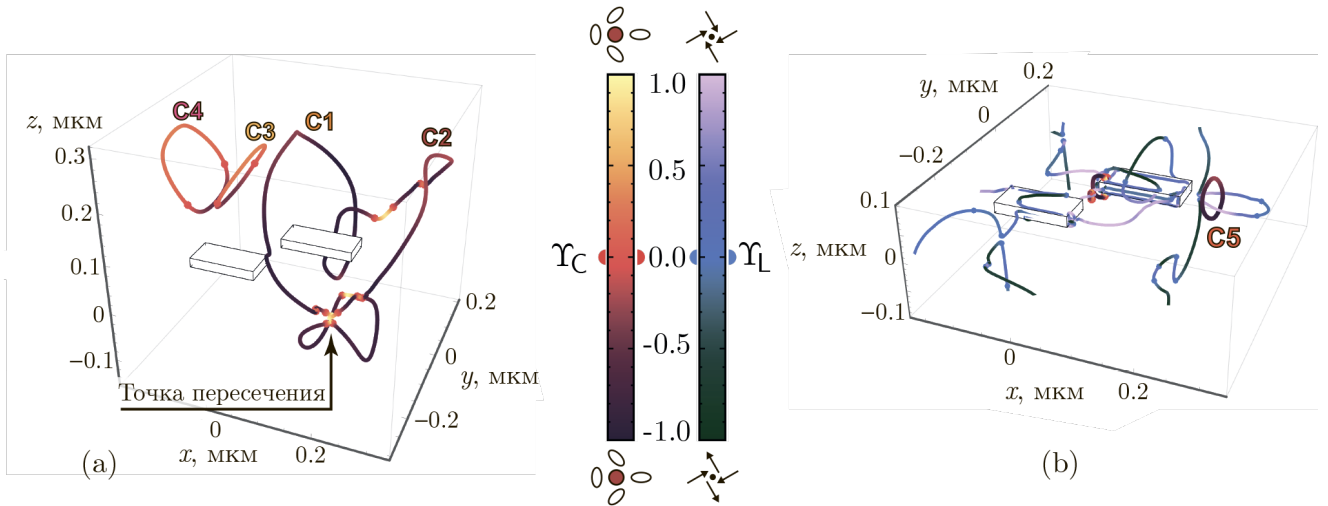 C4
C3
C1
C2
z, мкм
0.3
0.2
0.1
0
−0.1
Точка пересечения
0
0.2
x, мкм
0.2
0
−0.2
y, мкм
(a)
1.0
0.5
ϒC
0.0
ϒL
-0.5
-1.0
y, мкм
0.2
0
−0.2
0.1
z, мкм
0
−0.1
C5
0
0.2
x, мкм
(b)